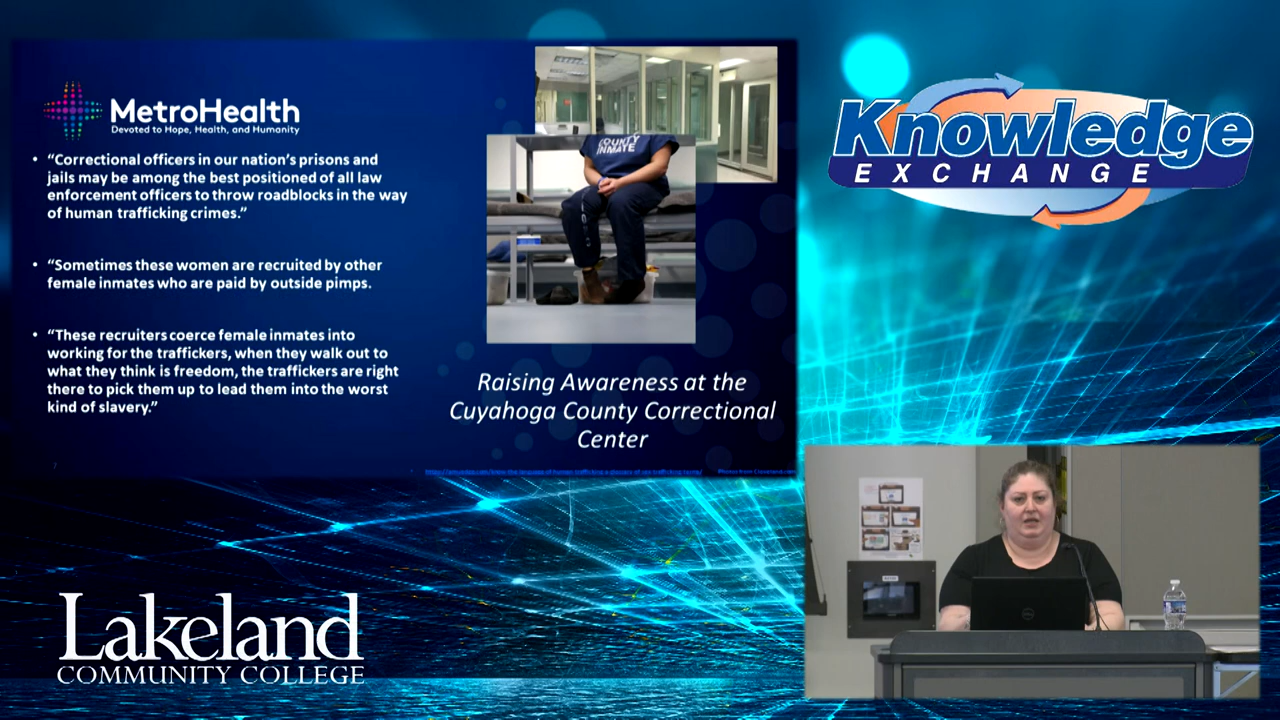 MetroHealth
Devoted to Hope, Health, and Humanity
• “Correctional officers in our nation’s prisons and
jails may be among the best positioned of all law
enforcement officers to throw roadblocks in the way
of human trafficking crimes.”
• “Sometimes these women are recruited by other
female inmates who are paid by outside pimps.
• “These recruiters coerce female inmates into
working for the traffickers, when they walk out to
what they think is freedom, the traffickers are right
there to pick them up to lead them into the worst
kind of slavery.”
COUNTY
INMATE
Raising Awareness at the
Cuyahoga County Correctional
Center
Knowledge
EXCHANGE
DELL
Lakeland
COMMUNITY COLLEGE